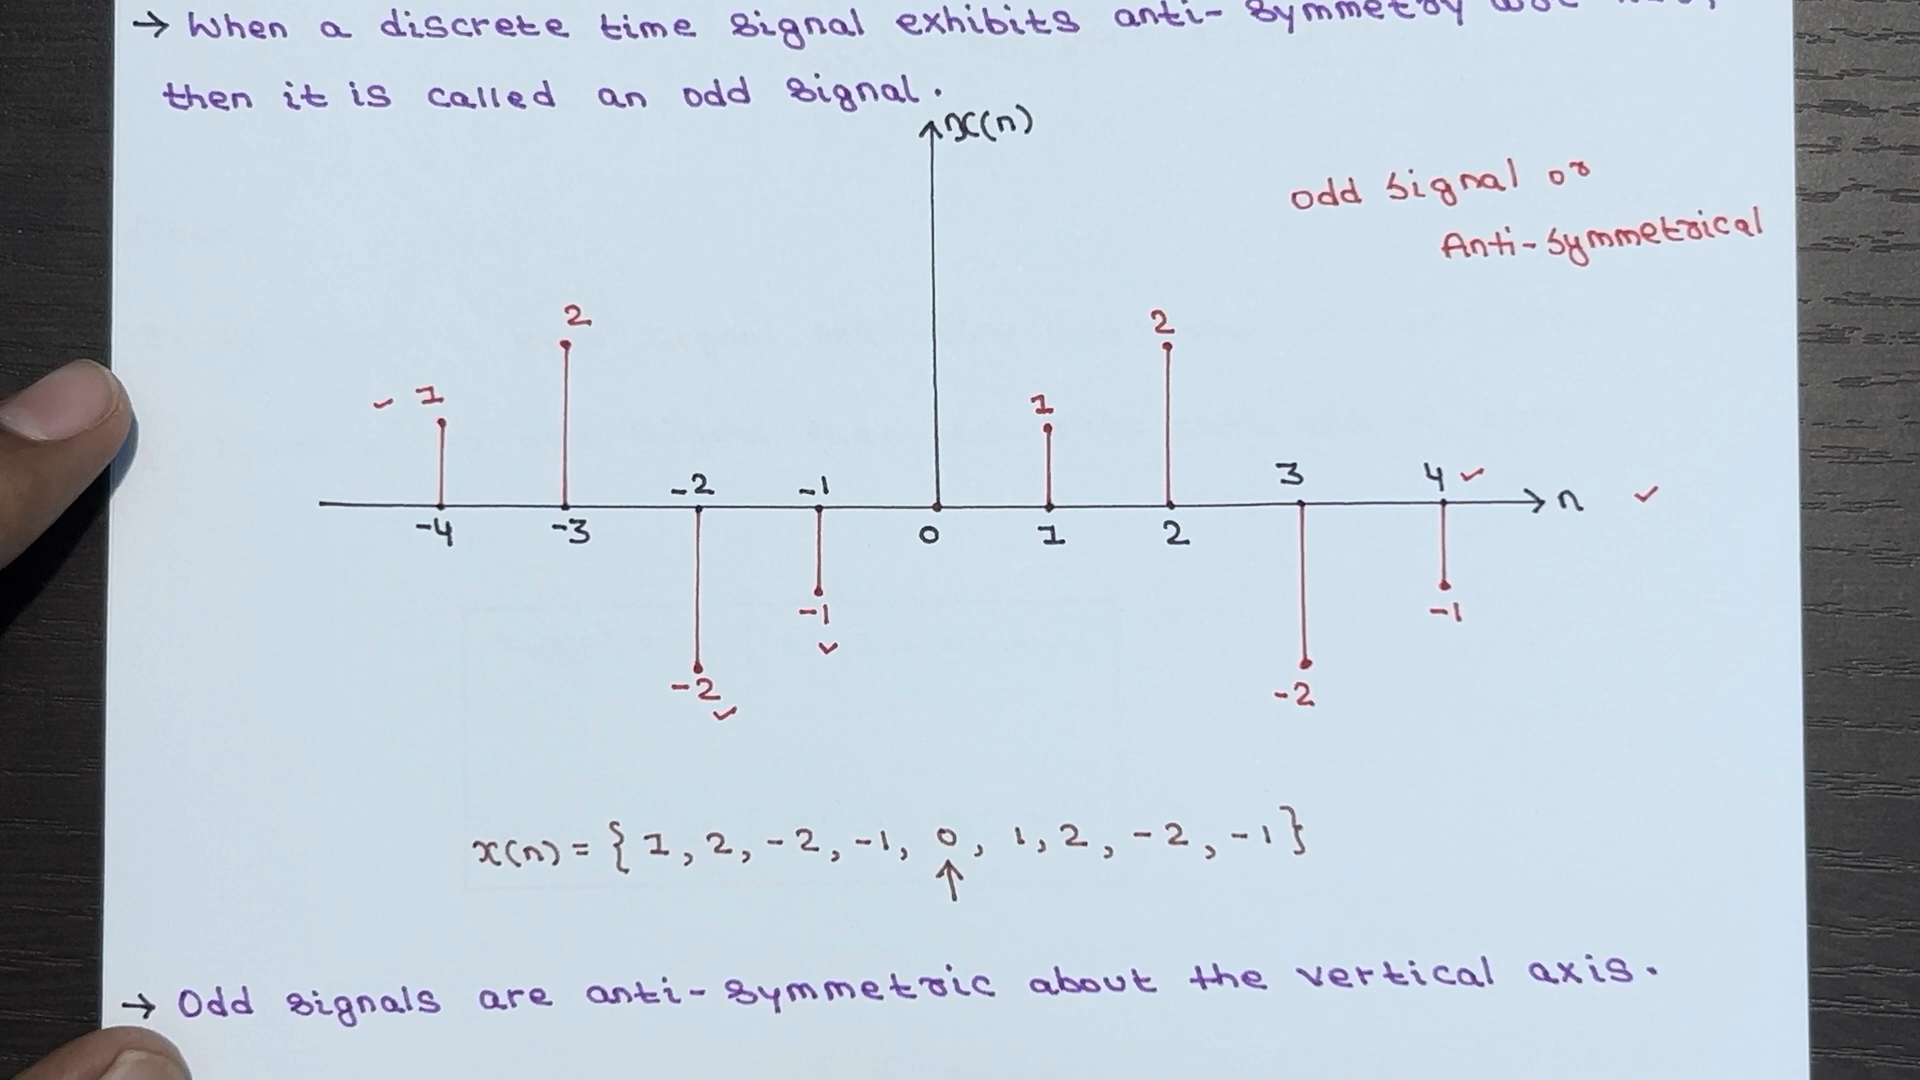 → When a discrete time signal exhibits anti-symmetry
then it is called an odd signal.
x(n)
odd signal or
Anti-symmetrical
2
2
1
1
-2
-1
3
4
n
-4
-3
0
1
2
-1
-1
-2
-2
x(n) = { 1, 2, -2, -1, 0, 1, 2, -2, -1 }
↑
→ Odd signals are anti-symmetric about the vertical axis.